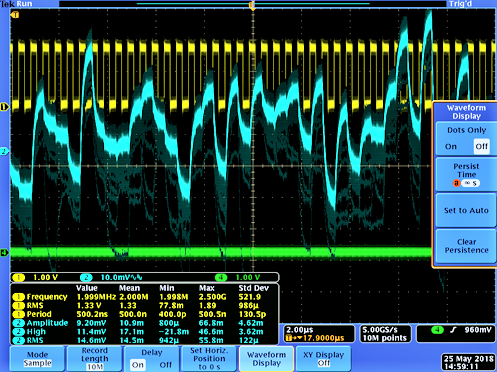 Tek Run Trig'd
Waveform
Display
Dots Only
On Off
Persist
Time
a ∞ s
Set to Auto
Clear
Persistence
1 1.00 V 2 10.0mV 4 1.00 V
Value Mean Min Max Std Dev
1 Frequency 1.999MHz 2.000M 1.998M 2.500G 521.9
1 RMS 1.33 V 1.33 77.8m 1.89 986µ
1 Period 500.2ns 500.0n 400.0p 500.5n 130.5p
2 Amplitude 9.20mV 10.9m 800µ 66.8m 4.62m
2 High 11.4mV 17.1m -21.8m 46.6m 3.62m
2 RMS 14.6mV 14.5m 942µ 55.8m 122µ
2.00µs
T 17.9000µs
5.00GS/s
10M points
4 960mV
Mode
Sample
Record
Length
10M
Delay
On Off
Set Horiz.
Position
to 0 s
Waveform
Display
XY Display
Off
25 May 2018
14:59:11